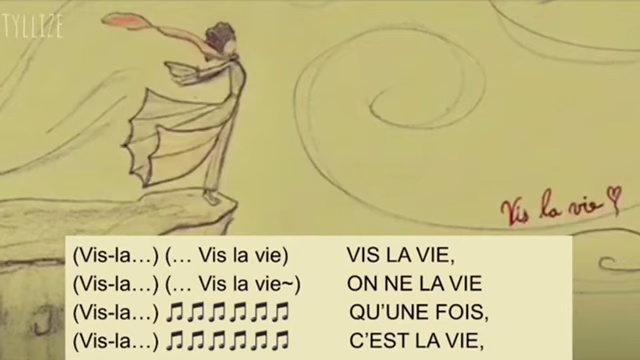 TYLLI2E
Vis la vie
(Vis-la...) (... Vis la vie) VIS LA VIE,
(Vis-la...) (... Vis la vie~) ON NE LA VIE
(Vis-la...) ♫♫♫♫♫♫ QU'UNE FOIS,
(Vis-la...) ♫♫♫♫♫♫ C'EST LA VIE,